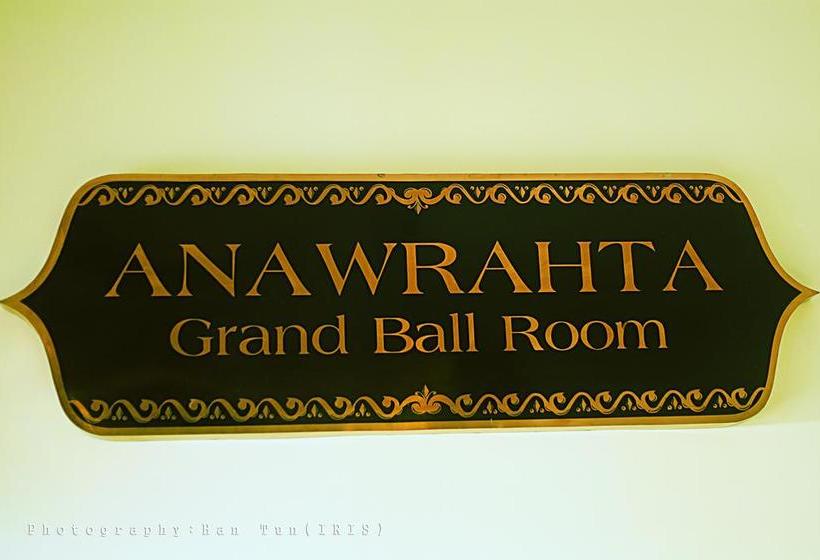 ANAWRAHTA
Grand Ball Room
Photography:Han Tun(IRIS)